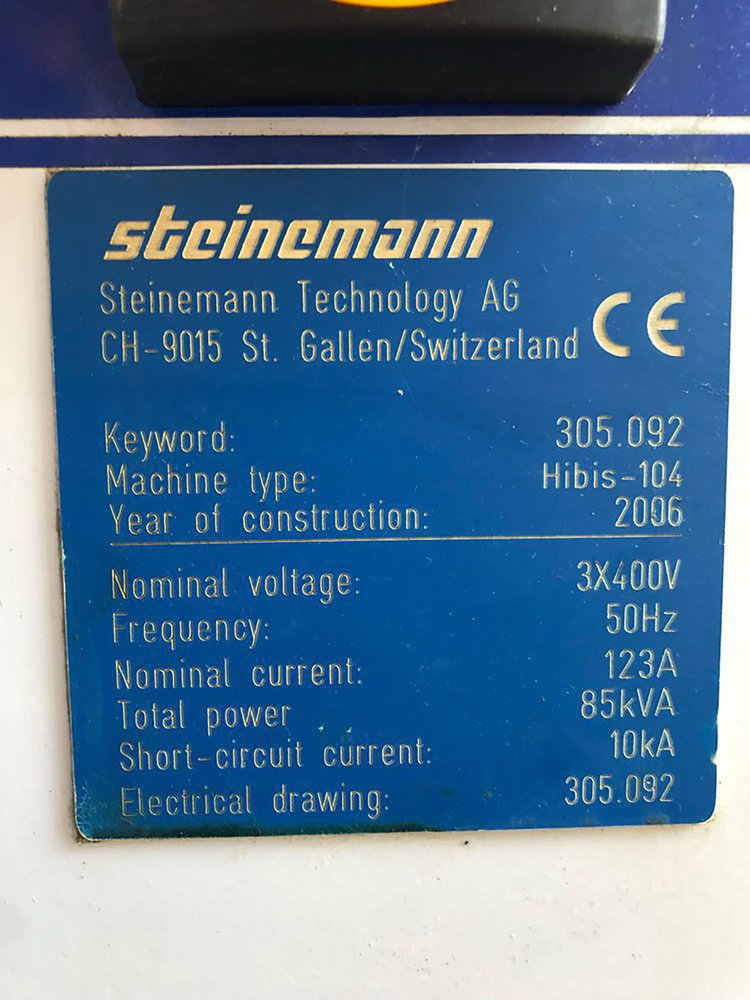 steinemann
Steinemann Technology AG
CH-9015 St. Gallen/Switzerland CE
Keyword: 305.092
Machine type: Hibis-104
Year of construction: 2006
Nominal voltage: 3X400V
Frequency: 50Hz
Nominal current: 123A
Total power 85kVA
Short-circuit current: 10kA
Electrical drawing: 305.092